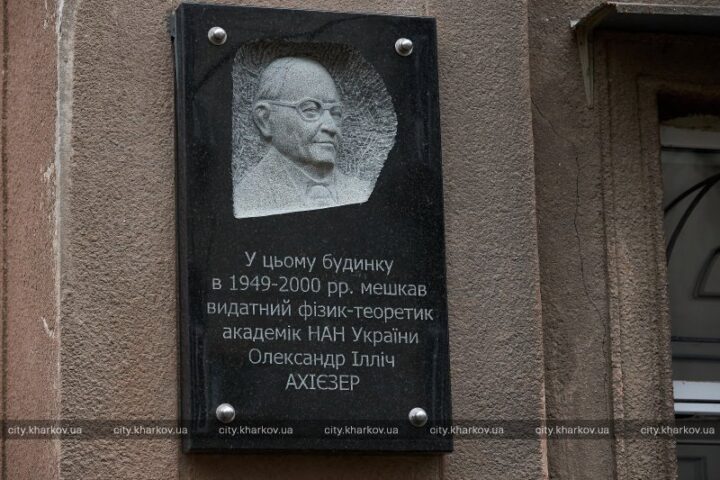 У цьому будинку
в 1949-2000 рр. мешкав
видатний фізик-теоретик
академік НАН України
Олександр Ілліч
АХІЄЗЕР
city.kharkov.ua city.kharkov.ua city.kharkov.ua city.kharkov.ua city.kharkov.ua city.kharkov.ua city.kharkov.ua